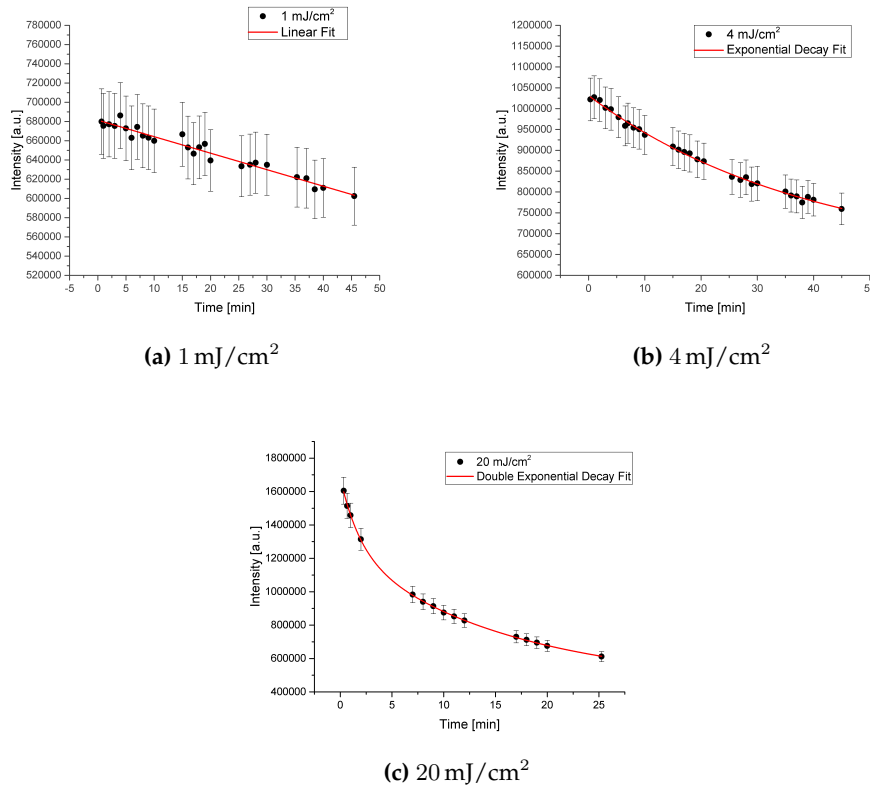 1 mJ/cm²
Linear Fit
780000
760000
740000
720000
700000
680000
660000
640000
620000
600000
580000
560000
540000
520000
Intensity [a.u.]
-5 0 5 10 15 20 25 30 35 40 45 50
Time [min]
(a) 1 mJ/cm²
4 mJ/cm²
Exponential Decay Fit
1200000
1150000
1100000
1050000
1000000
950000
900000
850000
800000
750000
700000
650000
600000
Intensity [a.u.]
0 10 20 30 40
Time [min]
(b) 4 mJ/cm²
20 mJ/cm²
Double Exponential Decay Fit
1800000
1600000
1400000
1200000
1000000
800000
600000
400000
Intensity [a.u.]
0 5 10 15 20 25
Time [min]
(c) 20 mJ/cm²